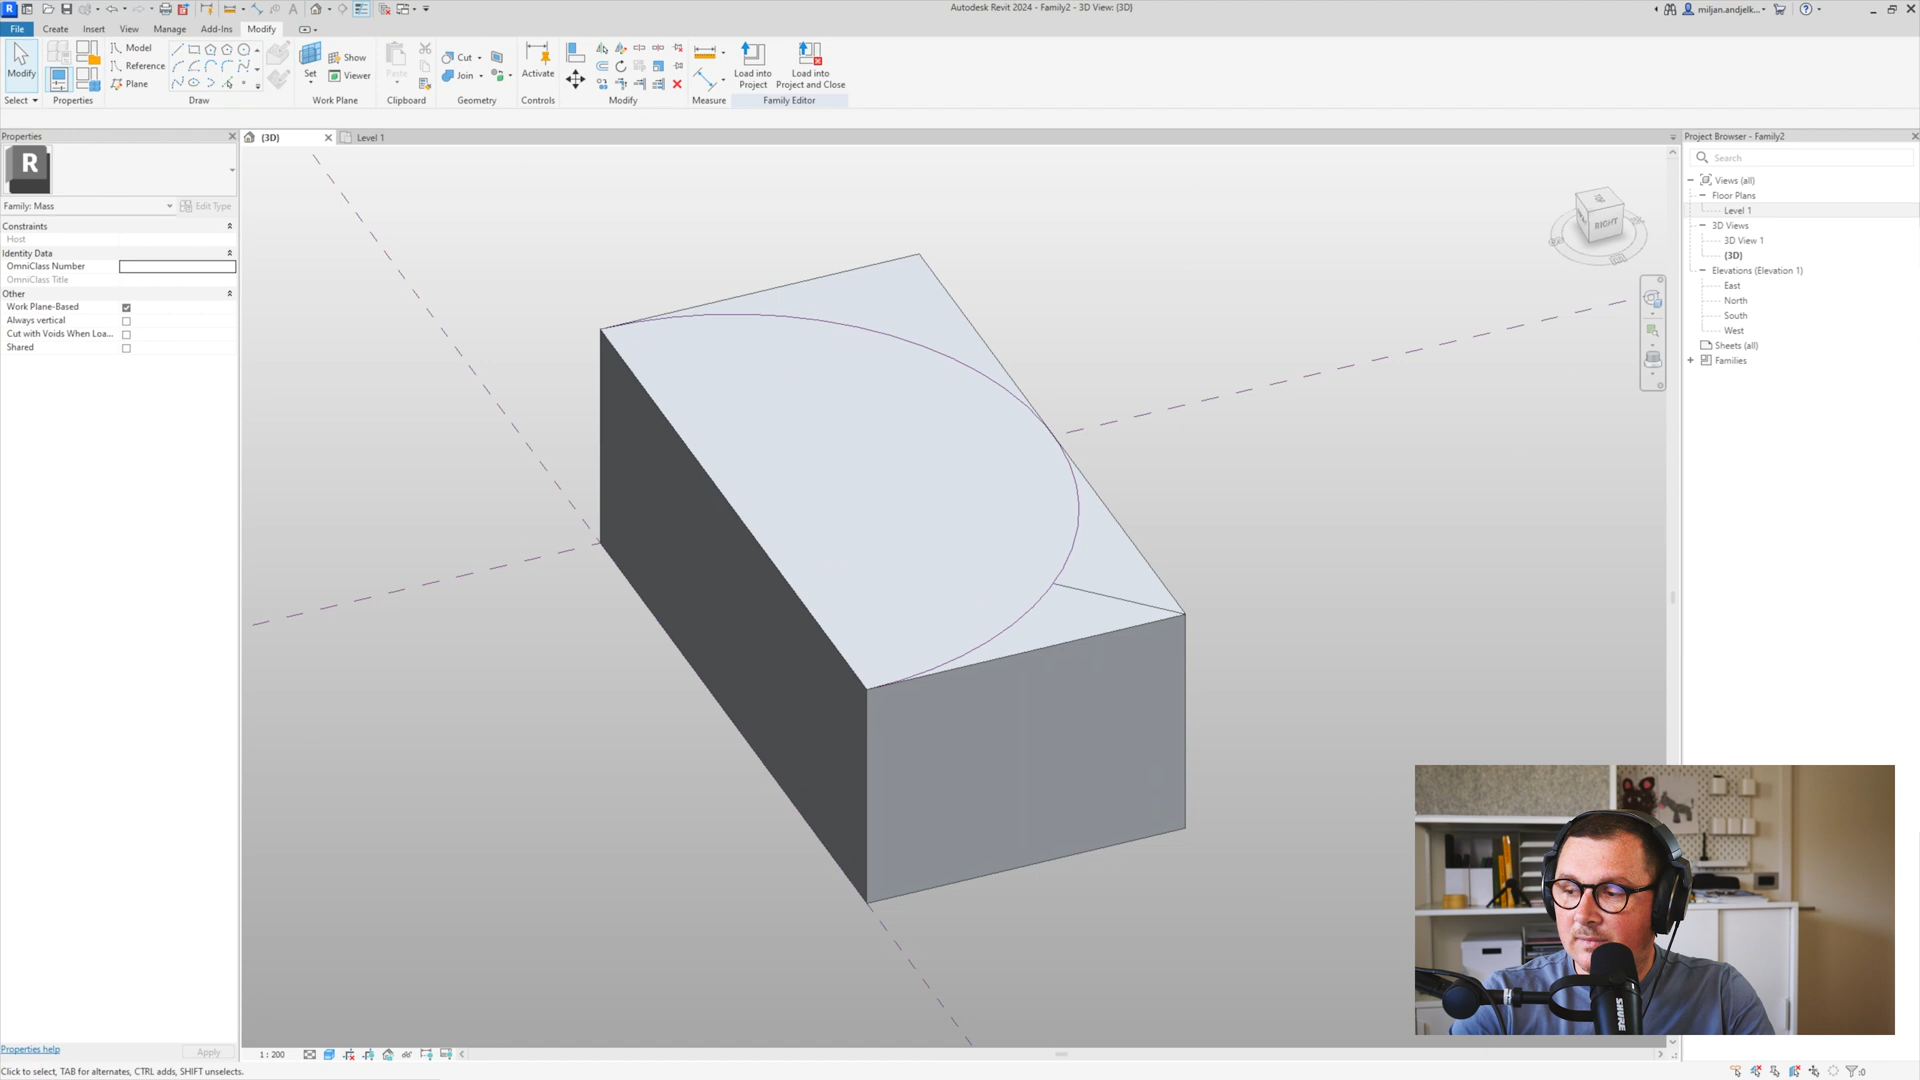 Autodesk Revit 2024 - Family2 - 3D View: {3D}
miljan.andjelk...
File
Create
Insert
View
Manage
Add-Ins
Modify
Modify
Model
Reference
Plane
Set
Show
Viewer
Paste
Cut
Join
Activate
Load into
Project
Load into
Project and Close
Select
Properties
Draw
Work Plane
Clipboard
Geometry
Controls
Modify
Measure
Family Editor
Properties
{3D}
Level 1
Project Browser - Family2
R
Search
Family: Mass
Edit Type
Constraints
Host
Identity Data
OmniClass Number
OmniClass Title
Other
Work Plane-Based
Always vertical
Cut with Voids When Loa...
Shared
RIGHT
Views (all)
Floor Plans
Level 1
3D Views
3D View 1
{3D}
Elevations (Elevation 1)
East
North
South
West
Sheets (all)
Families
SHURE
Properties help
Apply
1 : 200
Click to select, TAB for alternates, CTRL adds, SHIFT unselects.
:0